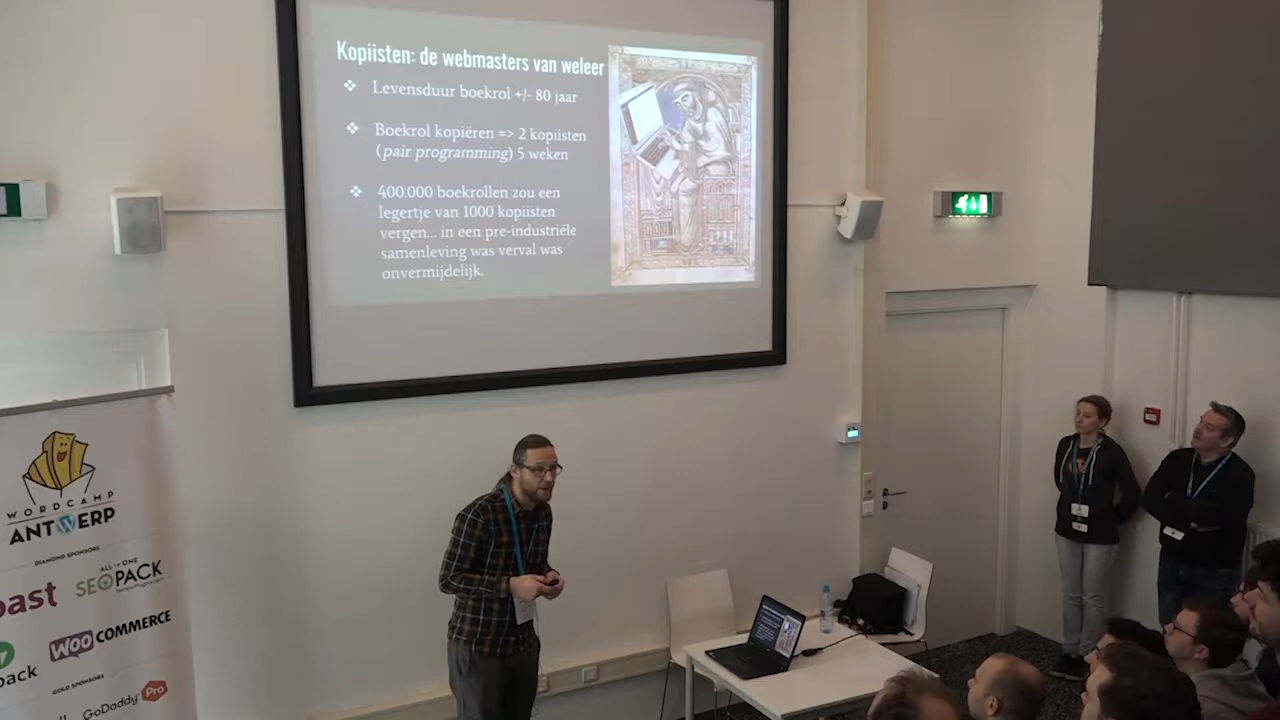 Kopiisten: de webmasters van weleer
❖ Levensduur boekrol +/- 80 jaar
❖ Boekrol kopiëren => 2 kopiisten
(pair programming) 5 weken
❖ 400.000 boekrollen zou een
legertje van 1000 kopiisten
vergen... in een pre-industriële
samenleving was verval was
onvermijdelijk.
WORDCAMP
ANTWERP
DIAMOND SPONSORS
oast
ALL IN ONE
SEOPACK
WOO COMMERCE
pack
GOLD SPONSORS
GoDaddy Pro